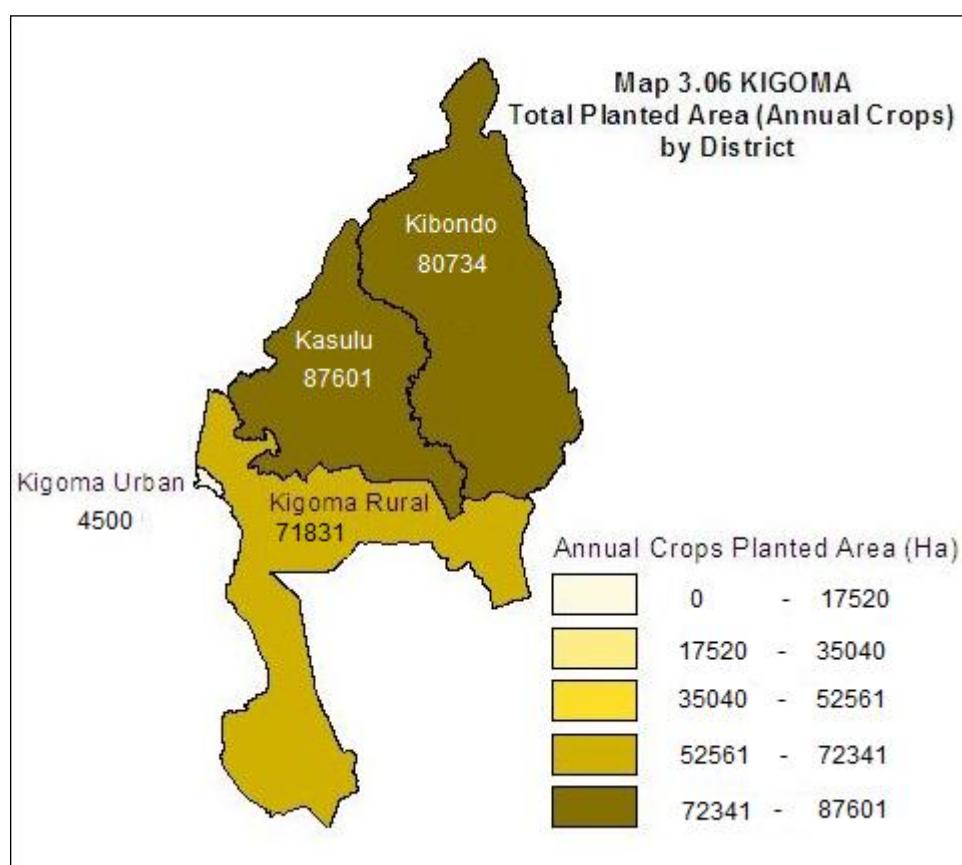 Map 3.06 KIGOMA
Total Planted Area (Annual Crops)
by District
Kibondo
80734
Kasulu
87601
Kigoma Urban
4500
Kigoma Rural
71831
Annual Crops Planted Area (Ha)
0 - 17520
17520 - 35040
35040 - 52561
52561 - 72341
72341 - 87601